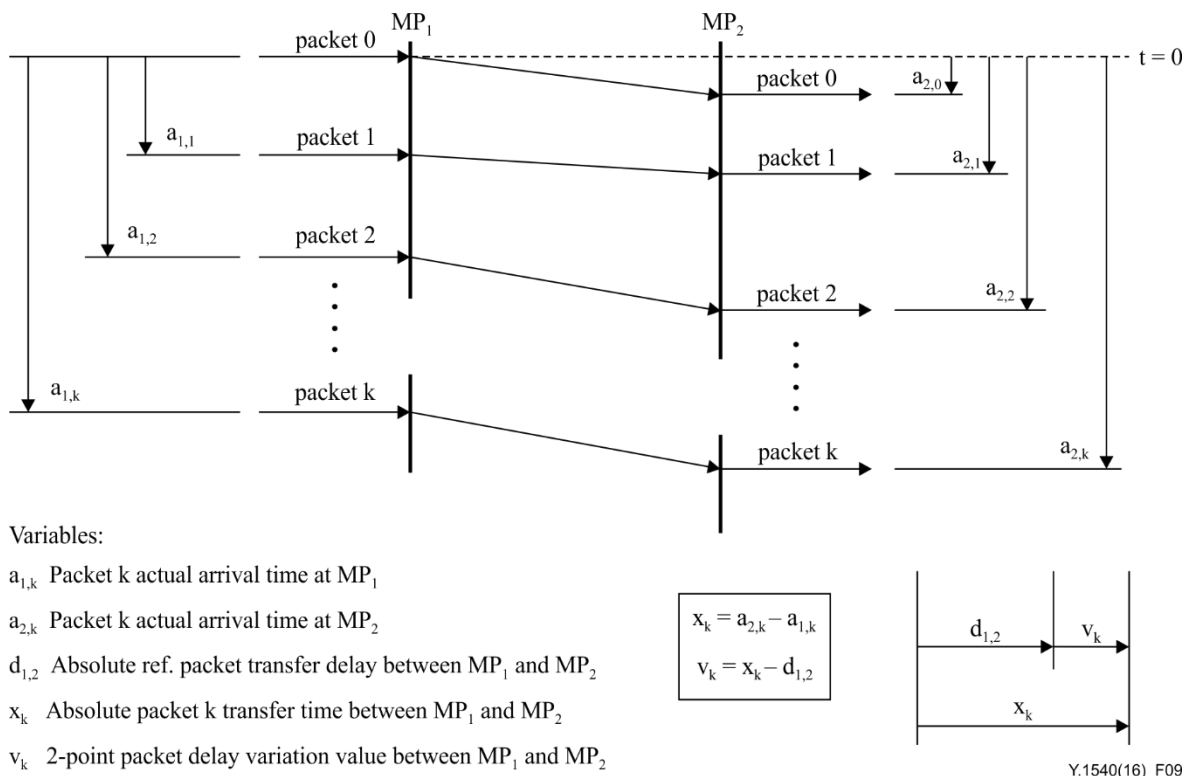 MP₁ MP₂
packet 0
t = 0
packet 0 a₂,₀
a₁,₁ packet 1
packet 1 a₂,₁
a₁,₂ packet 2
packet 2 a₂,₂
a₁,ₖ packet k
packet k a₂,ₖ
Variables:
a₁,ₖ Packet k actual arrival time at MP₁
a₂,ₖ Packet k actual arrival time at MP₂
d₁,₂ Absolute ref. packet transfer delay between MP₁ and MP₂
xₖ Absolute packet k transfer time between MP₁ and MP₂
vₖ 2-point packet delay variation value between MP₁ and MP₂
xₖ = a₂,ₖ – a₁,ₖ
vₖ = xₖ – d₁,₂
d₁,₂ vₖ
xₖ
Y.1540(16)_F09